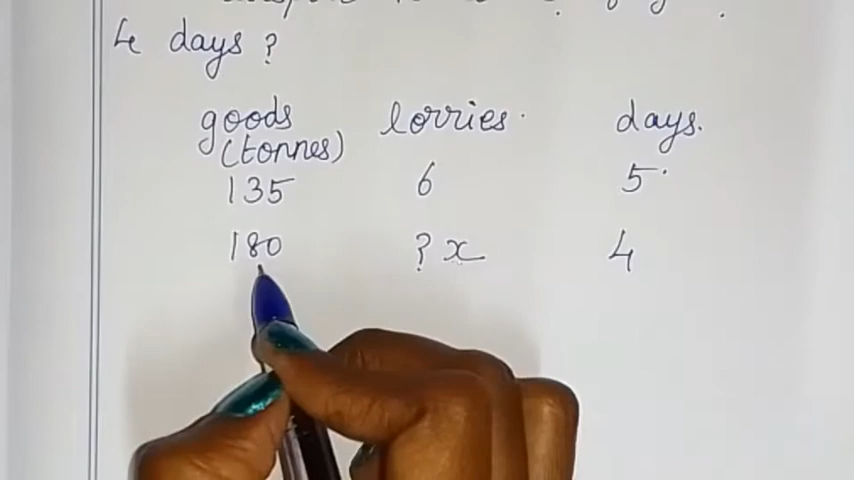 4 days ?
goods lorries. days.
(tonnes)
135 6 5.
180 ? x 4